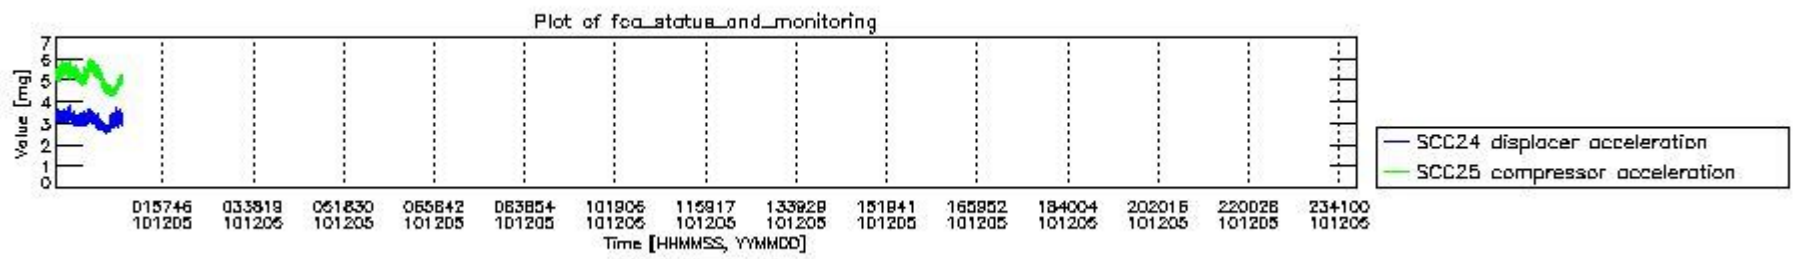 Plot of fca_status_and_monitoring
7
6
5
4
3
2
1
0
Value [mg]
015746 033819 051830 065842 083854 101906 115917 133929 151941 165952 184004 202016 220028 234100
101205 101205 101205 101205 101205 101205 101205 101205 101205 101205 101205 101205 101205 101205
Time [HHMMSS, YYMMDD]
SCC24 displacer acceleration
SCC25 compressor acceleration